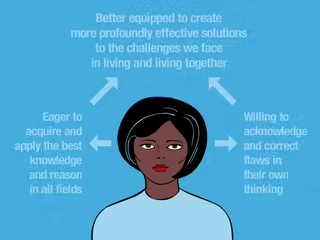 Better equipped to create
more profoundly effective solutions
to the challenges we face
in living and living together
Eager to
acquire and
apply the best
knowledge
and reason
in all fields
Willing to
acknowledge
and correct
flaws in
their own
thinking